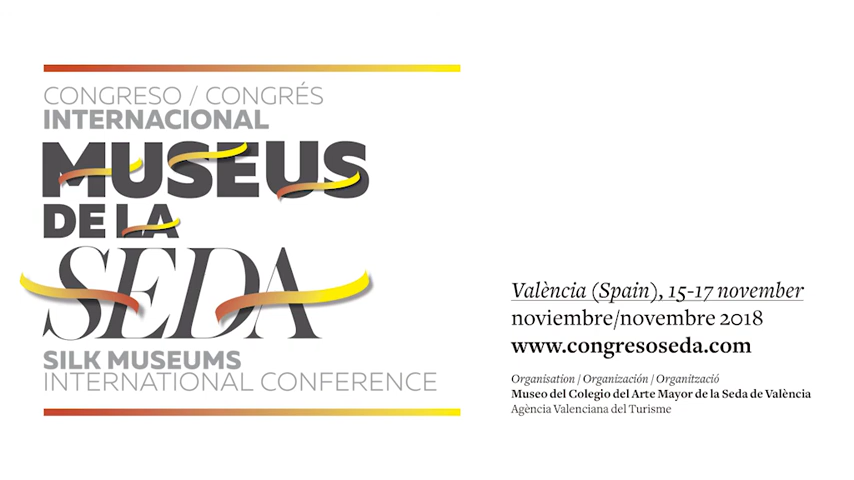 CONGRESO / CONGRÉS
INTERNACIONAL
MUSEUS
DE LA
SEDA
SILK MUSEUMS
INTERNATIONAL CONFERENCE
València (Spain), 15-17 november
noviembre/novembre 2018
www.congresoseda.com
Organisation / Organización / Organització
Museo del Colegio del Arte Mayor de la Seda de València
Agència Valenciana del Turisme